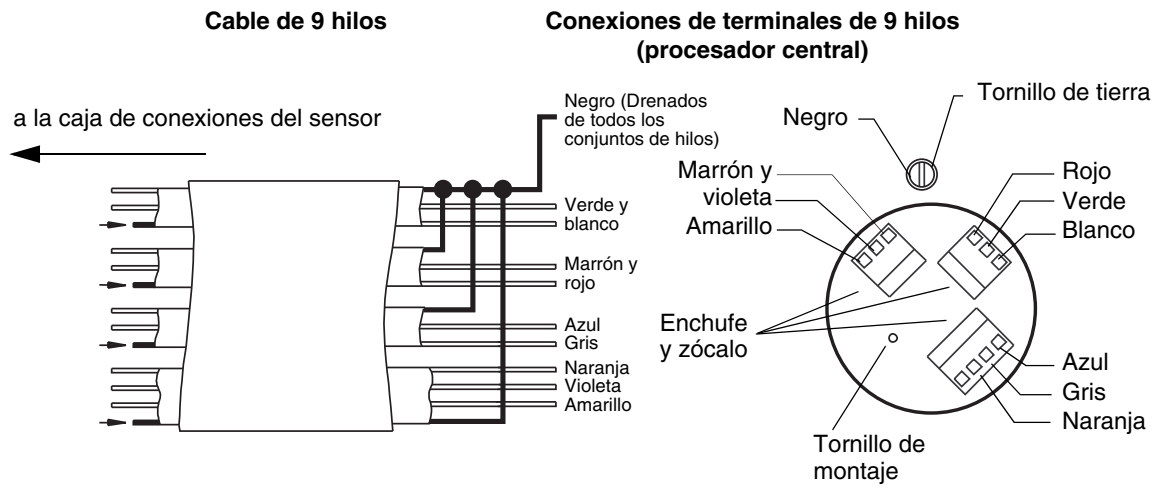 Cable de 9 hilos
Conexiones de terminales de 9 hilos
(procesador central)
a la caja de conexiones del sensor
Negro (Drenados
de todos los
conjuntos de hilos)
Verde y
blanco
Marrón y
rojo
Azul
Gris
Naranja
Violeta
Amarillo
Tornillo de tierra
Negro
Marrón y
violeta
Amarillo
Rojo
Verde
Blanco
Enchufe
y zócalo
Azul
Gris
Naranja
Tornillo de
montaje